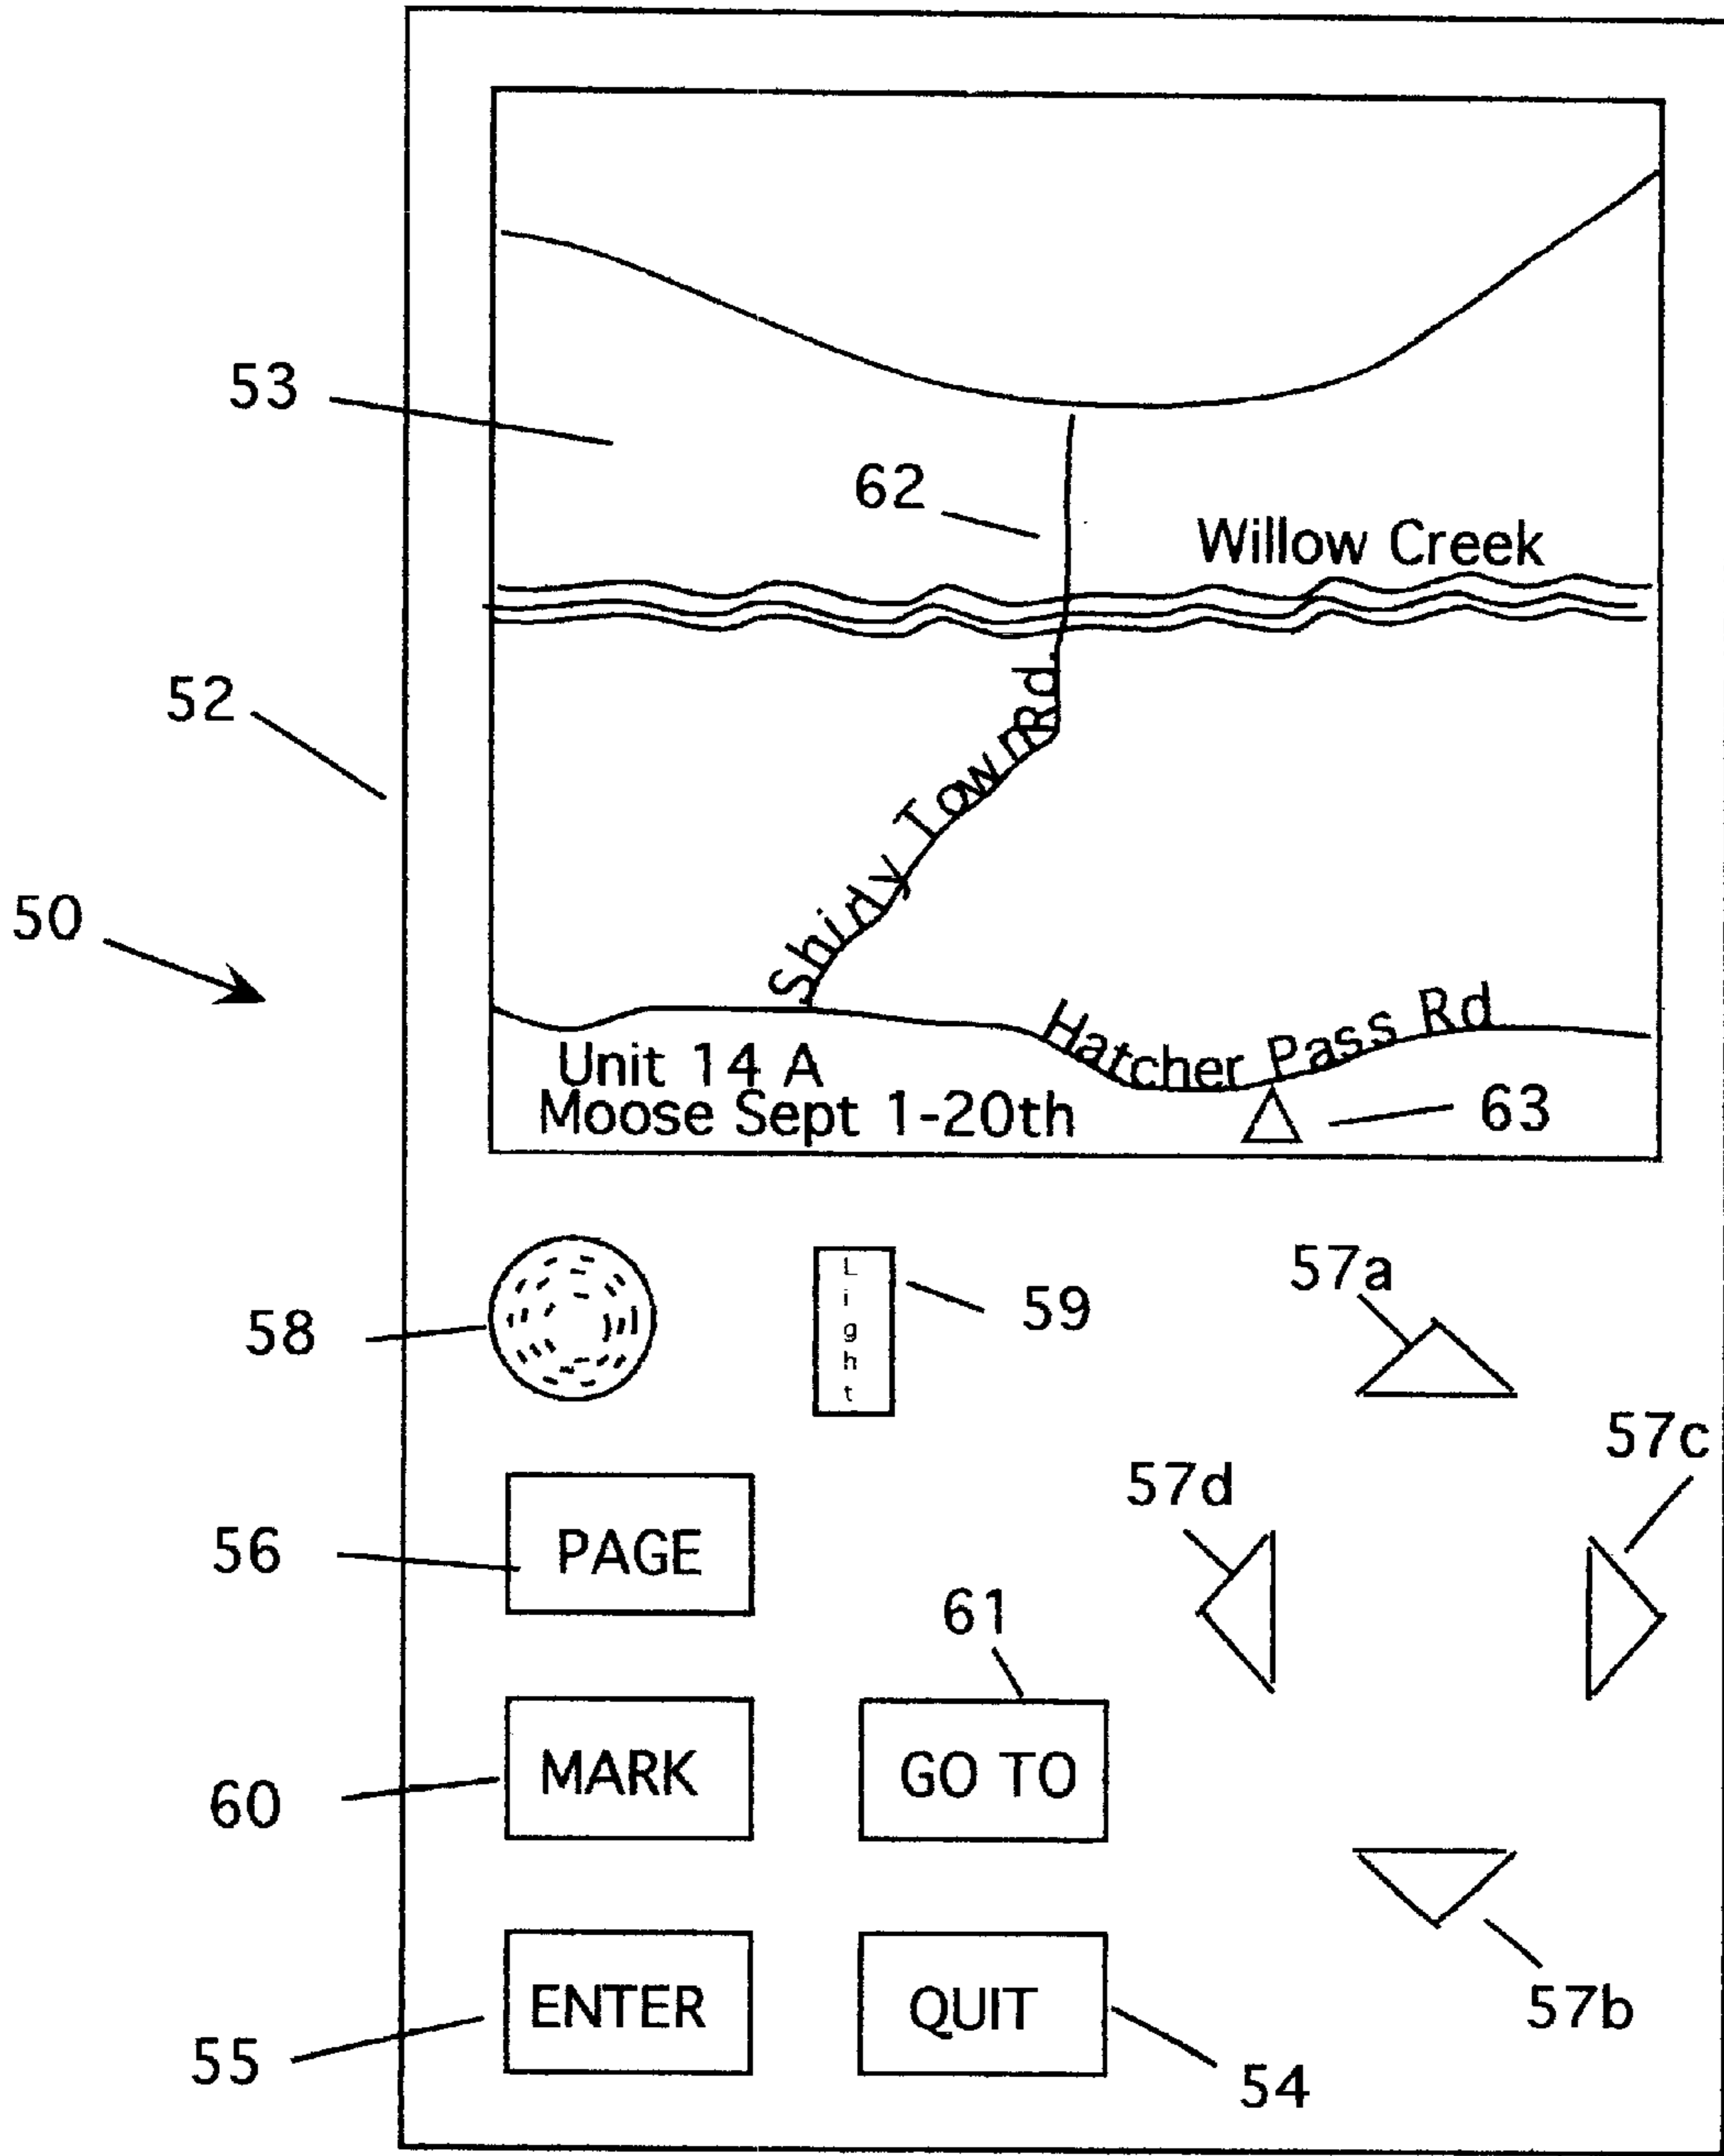 53
62
Willow Creek
52
Shirly Town Rd.
50
Hatcher Pass Rd
Unit 14 A
Moose Sept 1-20th
63
58
Light
59
57a
57c
57d
56
PAGE
61
60
MARK
GO TO
55
ENTER
QUIT
54
57b